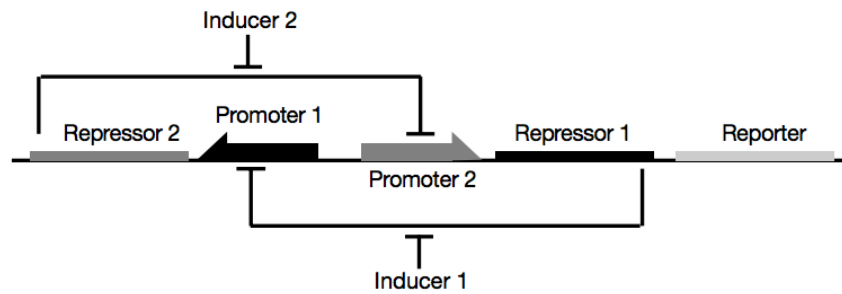 Inducer 2
Promoter 1
Repressor 2
Repressor 1
Reporter
Promoter 2
Inducer 1